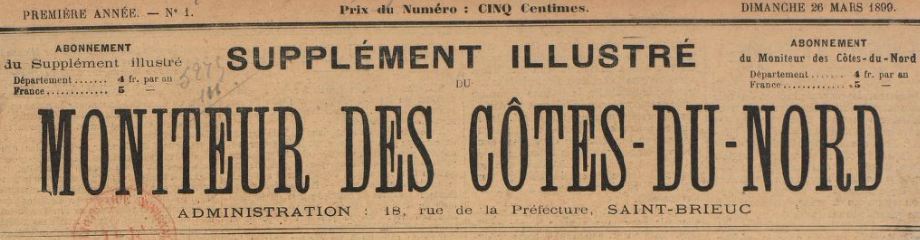 PREMIÈRE ANNÉE. — N° 1.
Prix du Numéro : CINQ Centimes.
DIMANCHE 26 MARS 1899.
ABONNEMENT
du Supplément illustré
Département....... 4 fr. par an
France............. 5 —
SUPPLÉMENT ILLUSTRÉ
DU
ABONNEMENT
du Moniteur des Côtes-du-Nord
Département....... 4 fr. par an
France.............. 5 —
MONITEUR DES CÔTES-DU-NORD
ADMINISTRATION : 18, rue de la Préfecture, SAINT-BRIEUC